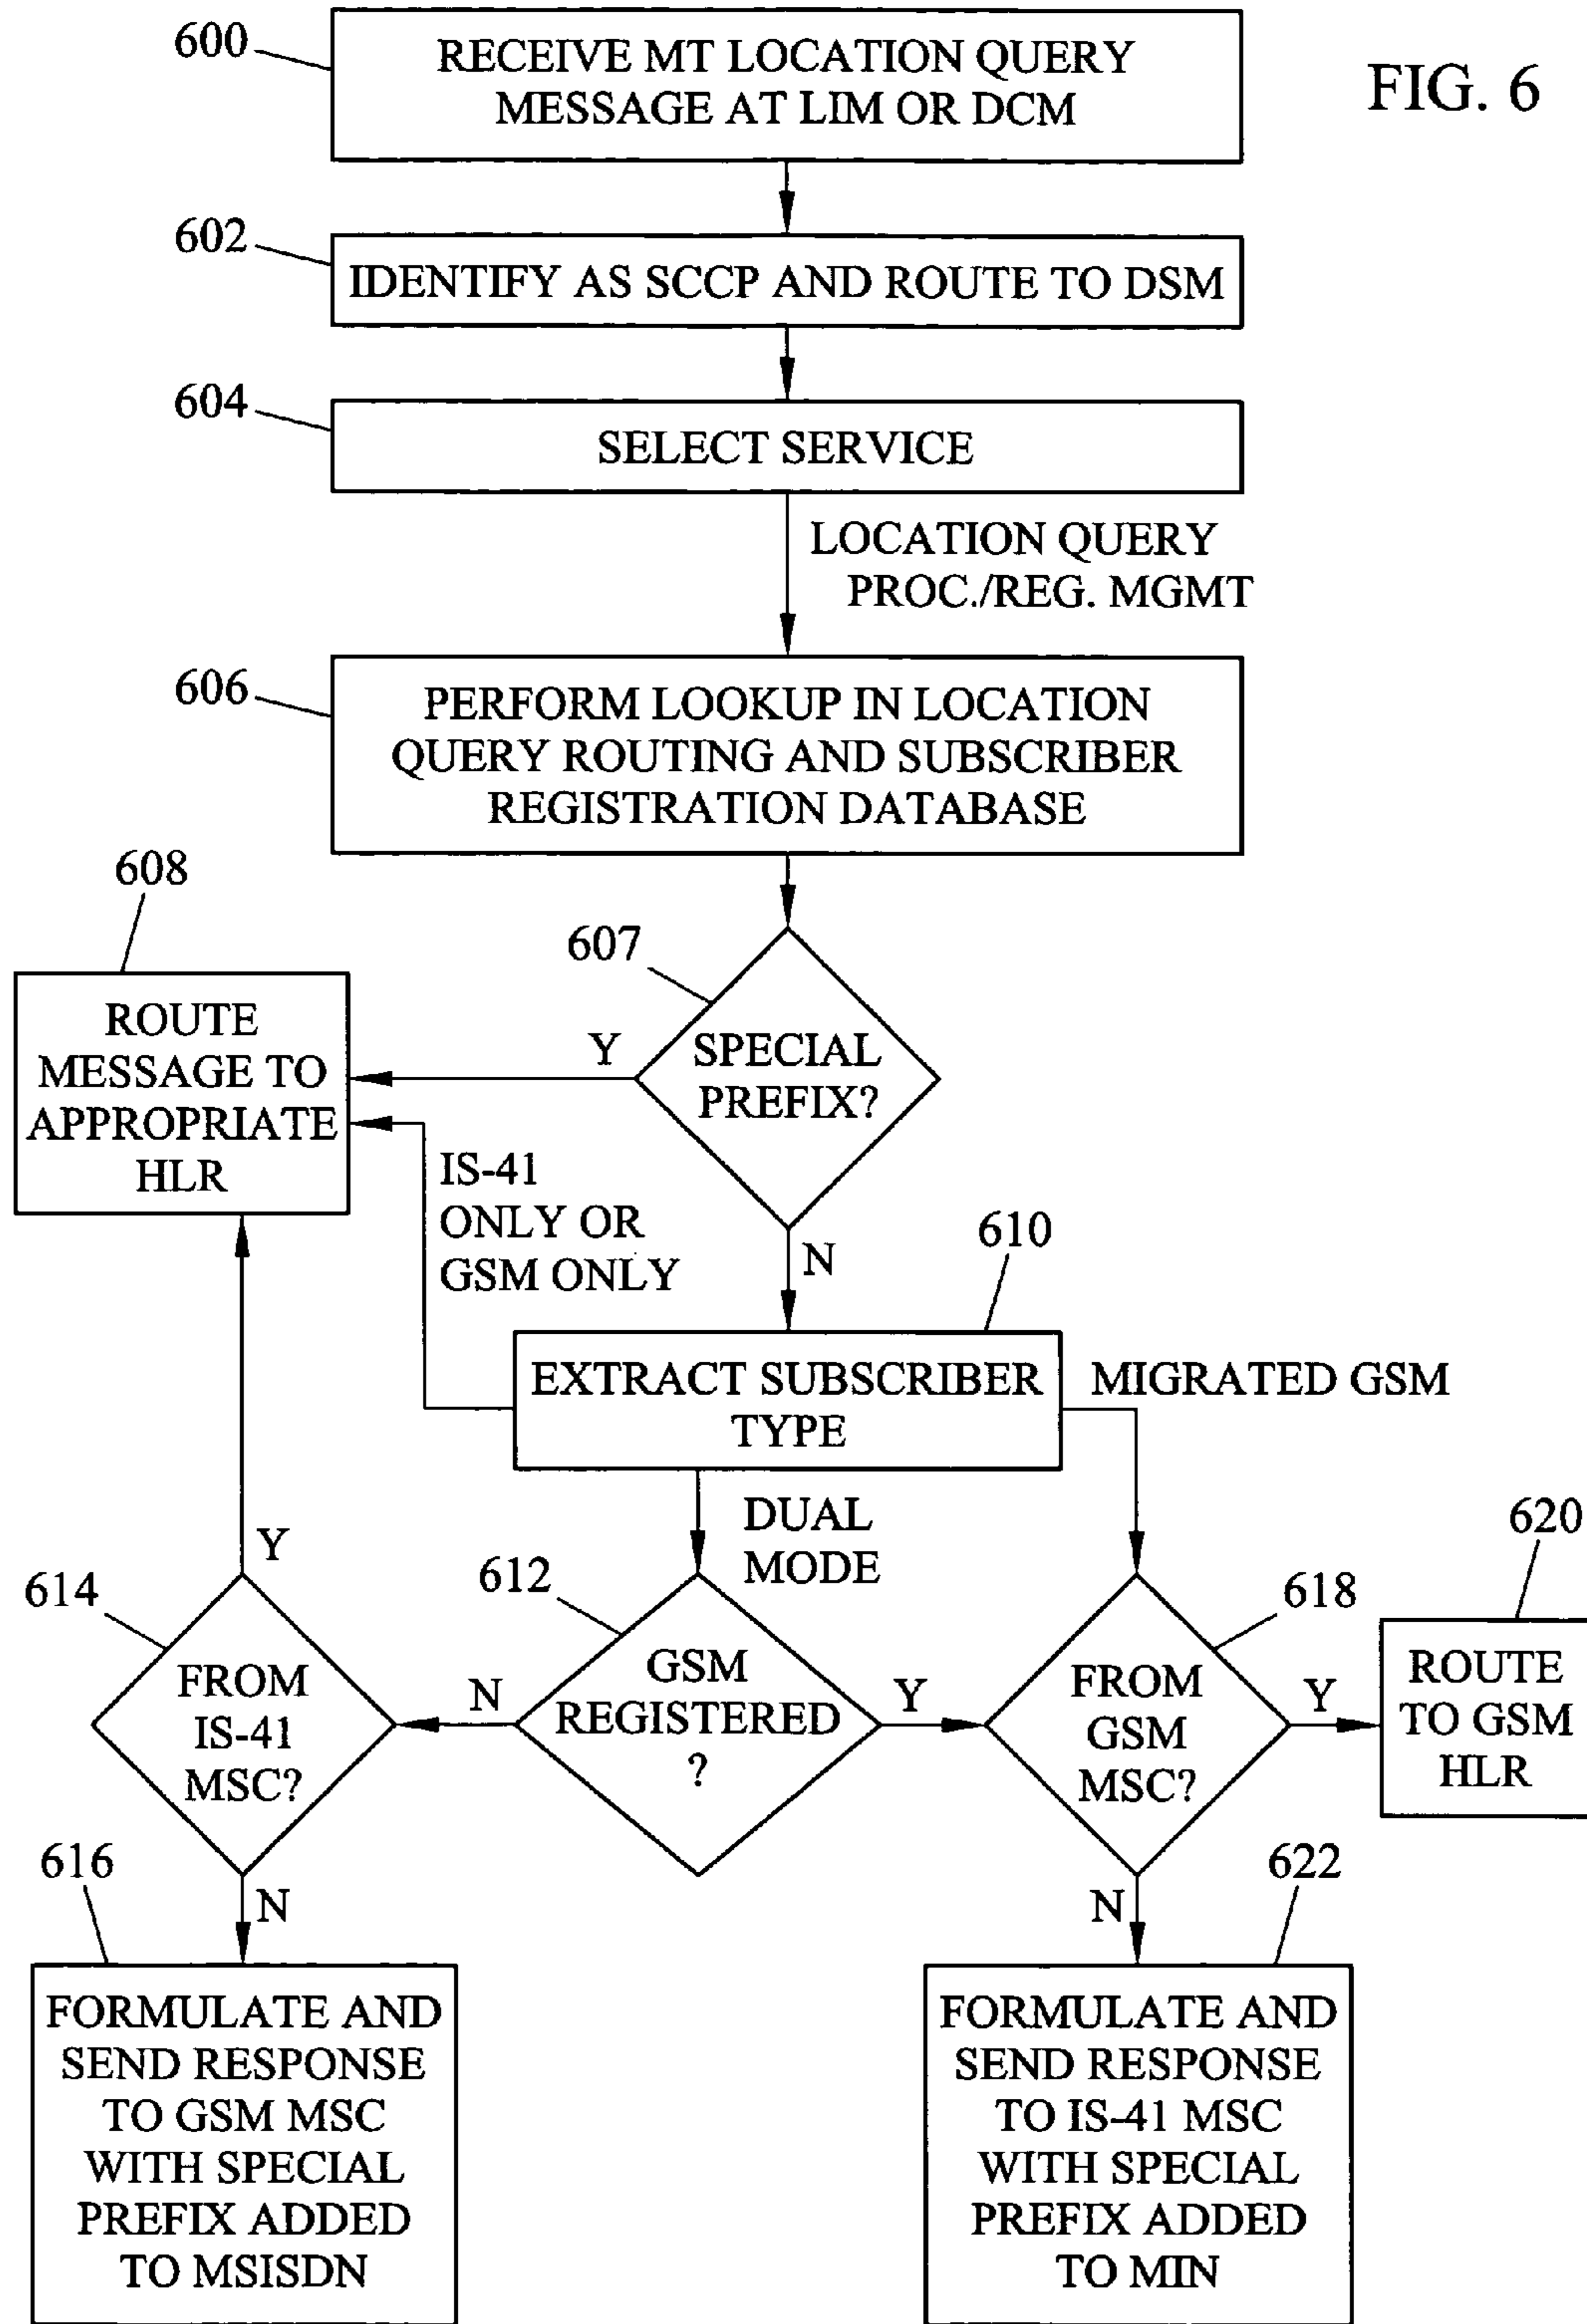 FIG. 6
600
RECEIVE MT LOCATION QUERY
MESSAGE AT LIM OR DCM
602
IDENTIFY AS SCCP AND ROUTE TO DSM
604
SELECT SERVICE
LOCATION QUERY
PROC./REG. MGMT
606
PERFORM LOOKUP IN LOCATION
QUERY ROUTING AND SUBSCRIBER
REGISTRATION DATABASE
608
ROUTE
MESSAGE TO
APPROPRIATE
HLR
607
SPECIAL
PREFIX?
Y
N
IS-41
ONLY OR
GSM ONLY
610
EXTRACT SUBSCRIBER
TYPE
MIGRATED GSM
DUAL
MODE
612
GSM
REGISTERED
?
N
Y
614
FROM
IS-41
MSC?
Y
N
618
FROM
GSM
MSC?
Y
N
620
ROUTE
TO GSM
HLR
616
FORMULATE AND
SEND RESPONSE
TO GSM MSC
WITH SPECIAL
PREFIX ADDED
TO MSISDN
622
FORMULATE AND
SEND RESPONSE
TO IS-41 MSC
WITH SPECIAL
PREFIX ADDED
TO MIN